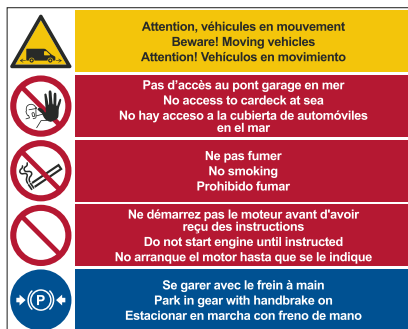 Attention, véhicules en mouvement
Beware! Moving vehicles
Attention! Vehículos en movimiento
Pas d'accès au pont garage en mer
No access to cardeck at sea
No hay acceso a la cubierta de automóviles
en el mar
Ne pas fumer
No smoking
Prohibido fumar
Ne démarrez pas le moteur avant d'avoir
reçu des instructions
Do not start engine until instructed
No arranque el motor hasta que se le indique
(P)
Se garer avec le frein à main
Park in gear with handbrake on
Estacionar en marcha con freno de mano